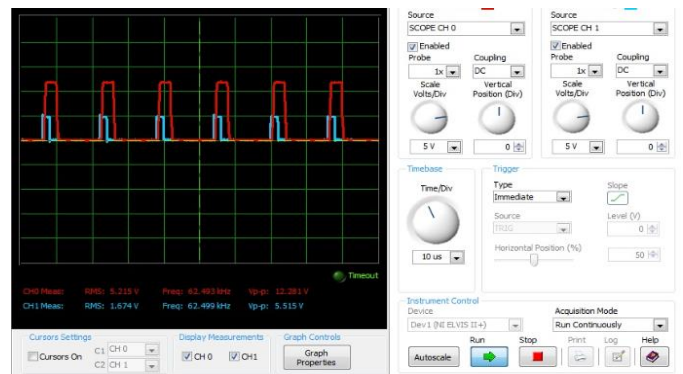 Timeout
CH0 Meas: RMS: 5.215 V Freq: 62.493 kHz Vp-p: 12.281 V
CH1 Meas: RMS: 1.674 V Freq: 62.499 kHz Vp-p: 5.515 V
Cursors Settings
Cursors On
C1 CH 0
C2 CH 1
Display Measurements
CH 0 CH1
Graph Controls
Graph
Properties
Source
SCOPE CH 0
Enabled
Probe Coupling
1x DC
Scale Vertical
Volts/Div Position (Div)
5 V 0
Source
SCOPE CH 1
Enabled
Probe Coupling
1x DC
Scale Vertical
Volts/Div Position (Div)
5 V 0
Timebase
Time/Div
10 us
Trigger
Type Slope
Immediate
Source Level (V)
TRIG 0
Horizontal Position (%)
50
Instrument Control
Device Acquisition Mode
Dev1 (NI ELVIS II+) Run Continuously
Run Stop Print Log Help
Autoscale